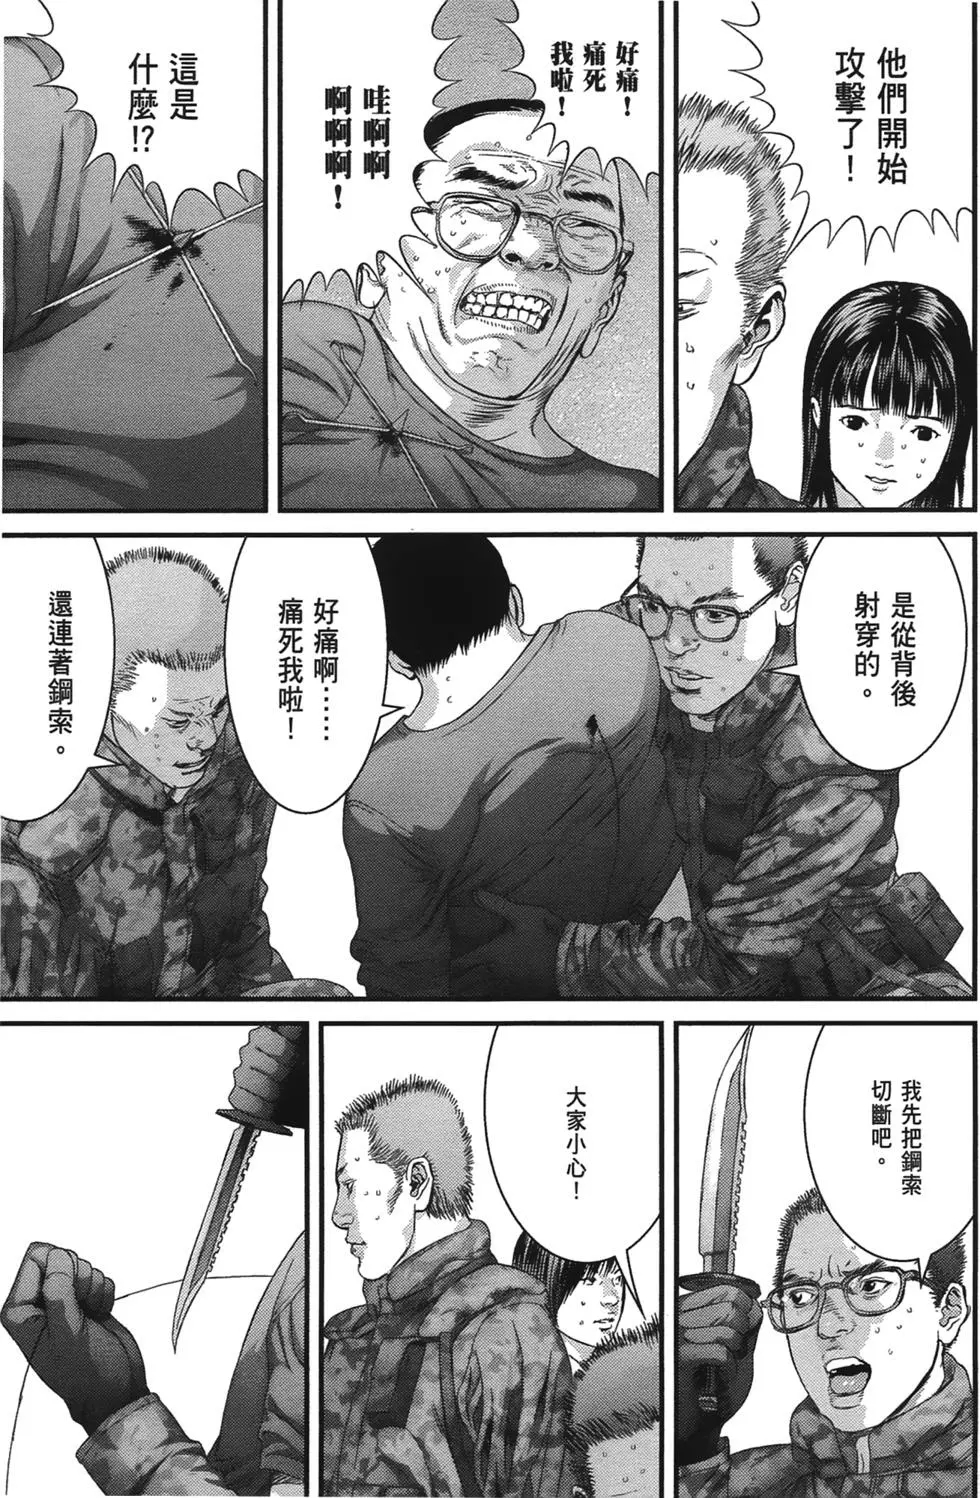 他們開始
攻擊了！
好痛！
痛死
我啦！
哇啊啊
啊啊啊！
這是
什麼!?
是從背後
射穿的。
好痛啊……
痛死我啦！
還連著鋼索。
我先把鋼索
切斷吧。
大家小心！